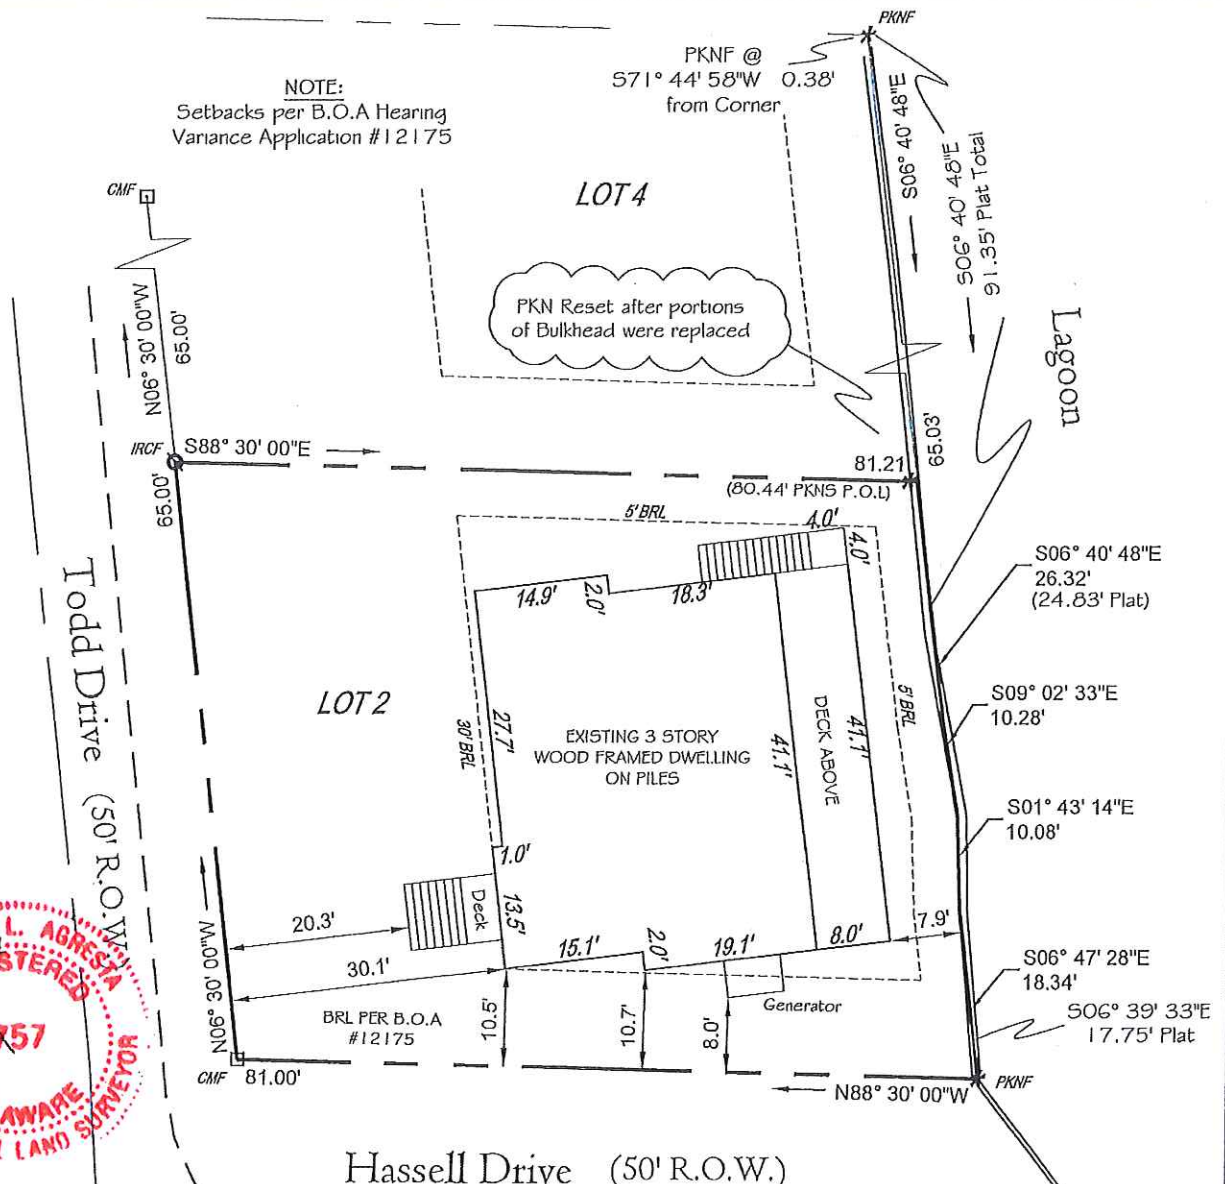 PKNF
PKNF @
S71° 44' 58"W 0.38'
from Corner
NOTE:
Setbacks per B.O.A Hearing
Variance Application #12175
S06° 40' 48"E
S06° 40' 48"E
91.35' Plat Total
CMF
LOT 4
PKN Reset after portions
of Bulkhead were replaced
Lagoon
N06° 30' 00"W
65.00'
IRCF
S88° 30' 00"E
65.03'
81.21
(80.44' PKNS P.O.L)
65.00'
5' BRL
4.0'
4.0'
S06° 40' 48"E
26.32'
(24.83' Plat)
14.9'
2.0'
18.3'
Todd Drive (50' R.O.W.)
LOT 2
30' BRL
27.7'
EXISTING 3 STORY
WOOD FRAMED DWELLING
ON PILES
41.1'
DECK ABOVE
41.1'
5' BRL
S09° 02' 33"E
10.28'
S01° 43' 14"E
10.08'
1.0'
Deck
13.5'
20.3'
30.1'
15.1'
2.0'
19.1'
8.0'
7.9'
S06° 47' 28"E
18.34'
S06° 39' 33"E
17.75' Plat
Generator
N06° 30' 00"W
BRL PER B.O.A
#12175
10.5'
10.7'
8.0'
CMF
81.00'
N88° 30' 00"W
PKNF
Hassell Drive (50' R.O.W.)
L. AGRESTA
STERED
757
AWARE
LAND SURVEYOR